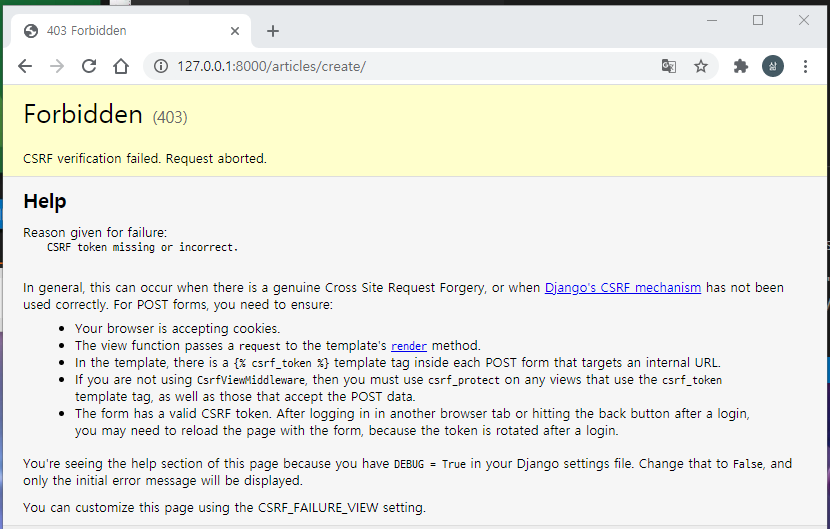 403 Forbidden
127.0.0.1:8000/articles/create/
삶
Forbidden (403)
CSRF verification failed. Request aborted.
Help
Reason given for failure:
CSRF token missing or incorrect.
In general, this can occur when there is a genuine Cross Site Request Forgery, or when Django's CSRF mechanism has not been
used correctly. For POST forms, you need to ensure:
• Your browser is accepting cookies.
• The view function passes a request to the template's render method.
• In the template, there is a {% csrf_token %} template tag inside each POST form that targets an internal URL.
• If you are not using CsrfViewMiddleware, then you must use csrf_protect on any views that use the csrf_token
template tag, as well as those that accept the POST data.
• The form has a valid CSRF token. After logging in in another browser tab or hitting the back button after a login,
you may need to reload the page with the form, because the token is rotated after a login.
You're seeing the help section of this page because you have DEBUG = True in your Django settings file. Change that to False, and
only the initial error message will be displayed.
You can customize this page using the CSRF_FAILURE_VIEW setting.